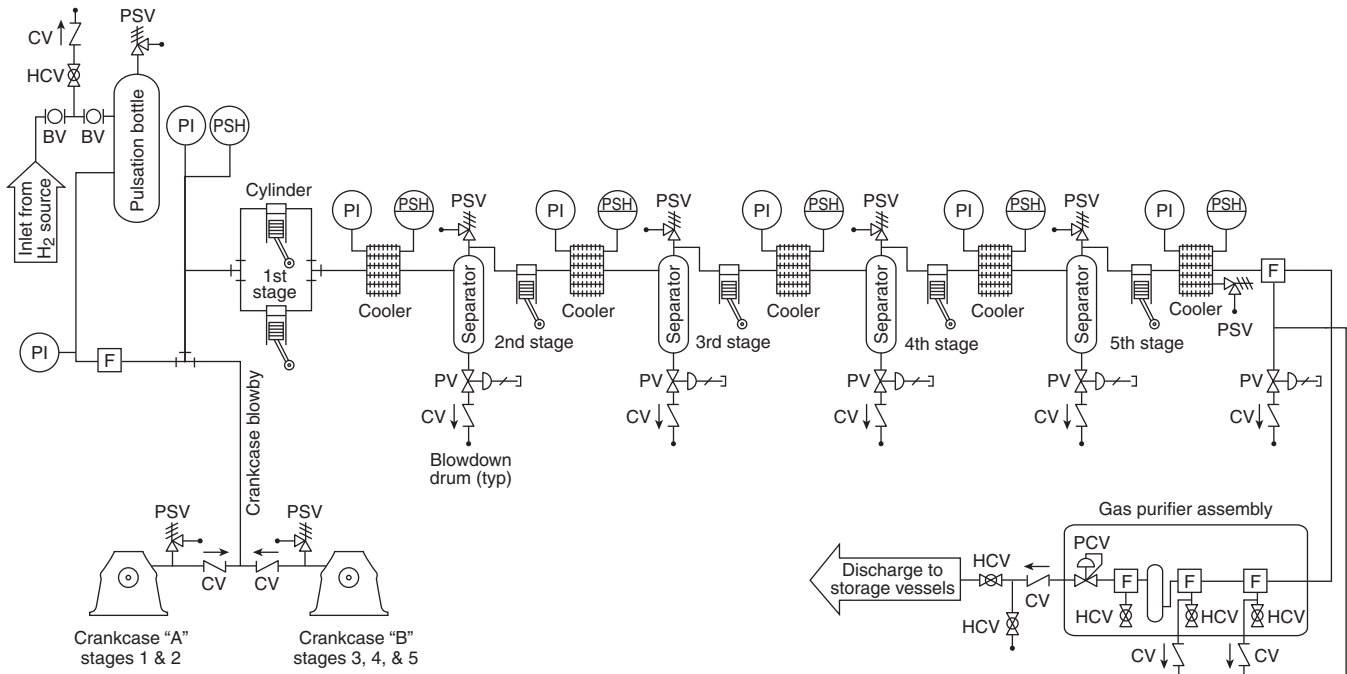 PSV
CV
HCV
BV
BV
Pulsation bottle
Inlet from
H2 source
PI
PSH
Cylinder
1st
stage
PI
F
Crankcase blowby
PI
PSH
Cooler
PSV
Separator
PV
CV
Blowdown
drum (typ)
2nd stage
PI
PSH
Cooler
PSV
Separator
PV
CV
3rd stage
PI
PSH
Cooler
PSV
Separator
PV
CV
4th stage
PI
PSH
Cooler
PSV
Separator
PV
CV
5th stage
PI
PSH
Cooler
PSV
F
PV
CV
PSV
PSV
CV
CV
Crankcase “A”
stages 1 & 2
Crankcase “B”
stages 3, 4, & 5
Gas purifier assembly
Discharge to
storage vessels
HCV
HCV
CV
PCV
F
F
F
HCV
HCV
HCV
CV
CV